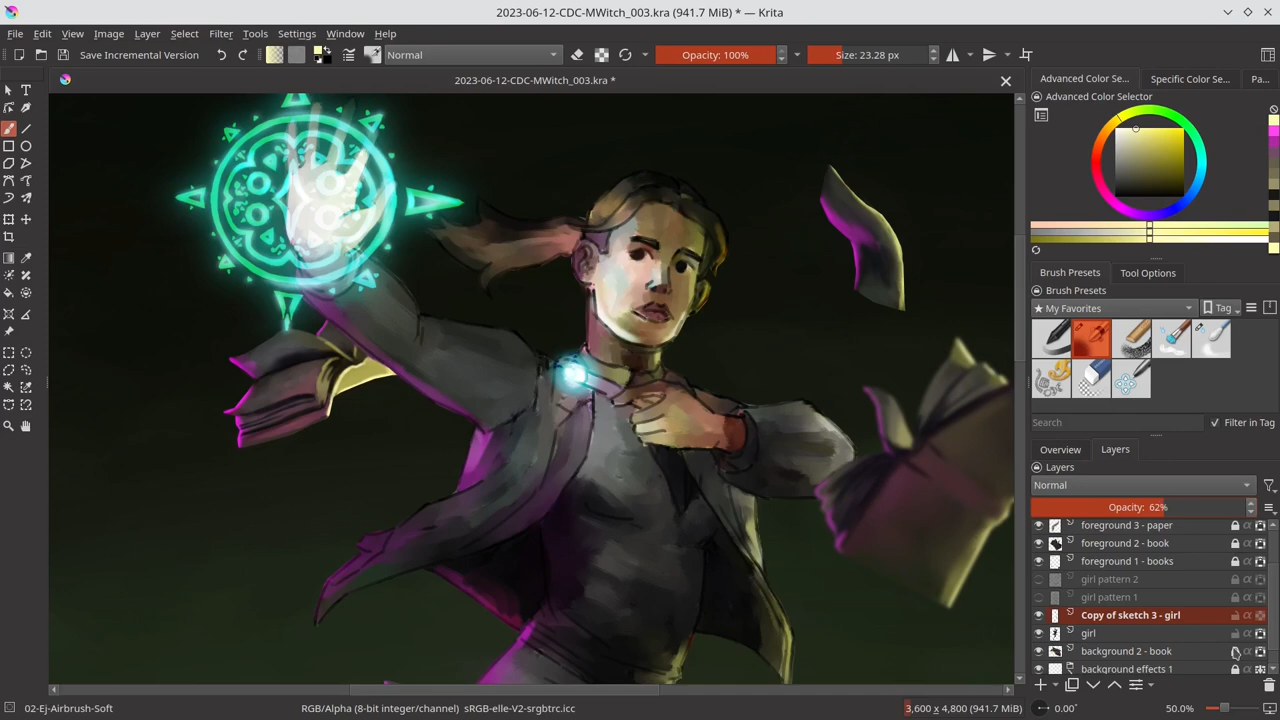 2023-06-12-CDC-MWitch_003.kra (941.7 MiB) * — Krita
File Edit View Image Layer Select Filter Tools Settings Window Help
Save Incremental Version Normal Opacity: 100% Size: 23.28 px
2023-06-12-CDC-MWitch_003.kra *
Advanced Color Se... Specific Color Se... Pa...
Advanced Color Selector
Brush Presets Tool Options
Brush Presets
★ My Favorites Tag
Search Filter in Tag
Overview Layers
Layers
Normal
Opacity: 62%
foreground 3 - paper
foreground 2 - book
foreground 1 - books
girl pattern 2
girl pattern 1
Copy of sketch 3 - girl
girl
background 2 - book
background effects 1
02-Ej-Airbrush-Soft RGB/Alpha (8-bit integer/channel) sRGB-elle-V2-srgbtrc.icc 3,600 x 4,800 (941.7 MiB) 0.00° 50.0%